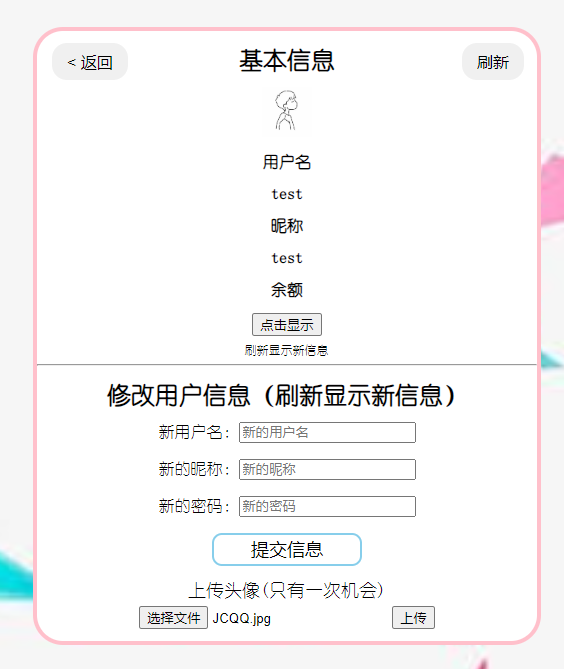 < 返回 基本信息 刷新
用户名
test
昵称
test
余额
点击显示
刷新显示新信息
修改用户信息（刷新显示新信息）
新用户名: 新的用户名
新的昵称: 新的昵称
新的密码: 新的密码
提交信息
上传头像(只有一次机会)
选择文件 JCQQ.jpg 上传